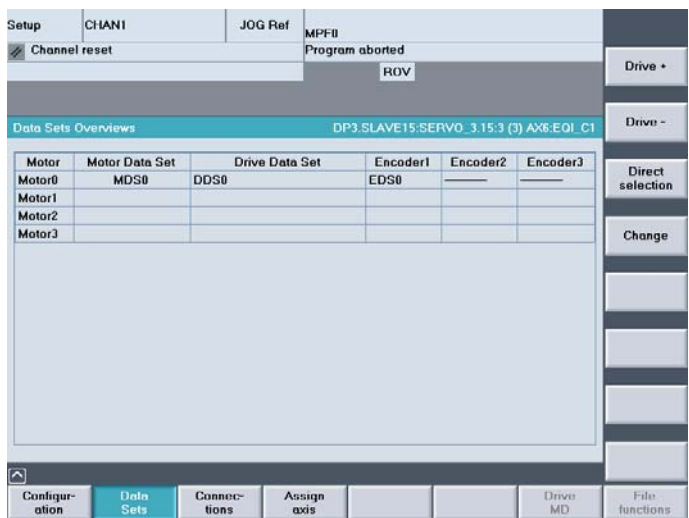 Setup CHAN1 JOG Ref MPF0
Channel reset Program aborted
ROV
Data Sets Overviews DP3.SLAVE15:SERVO_3.15:3 (3) AX6:EQI_C1
Motor Motor Data Set Drive Data Set Encoder1 Encoder2 Encoder3
Motor0 MDS0 DDS0 EDS0 ——— ———
Motor1
Motor2
Motor3
Drive +
Drive -
Direct
selection
Change
Configur-
ation
Data
Sets
Connec-
tions
Assign
axis
Drive
MD
File
functions